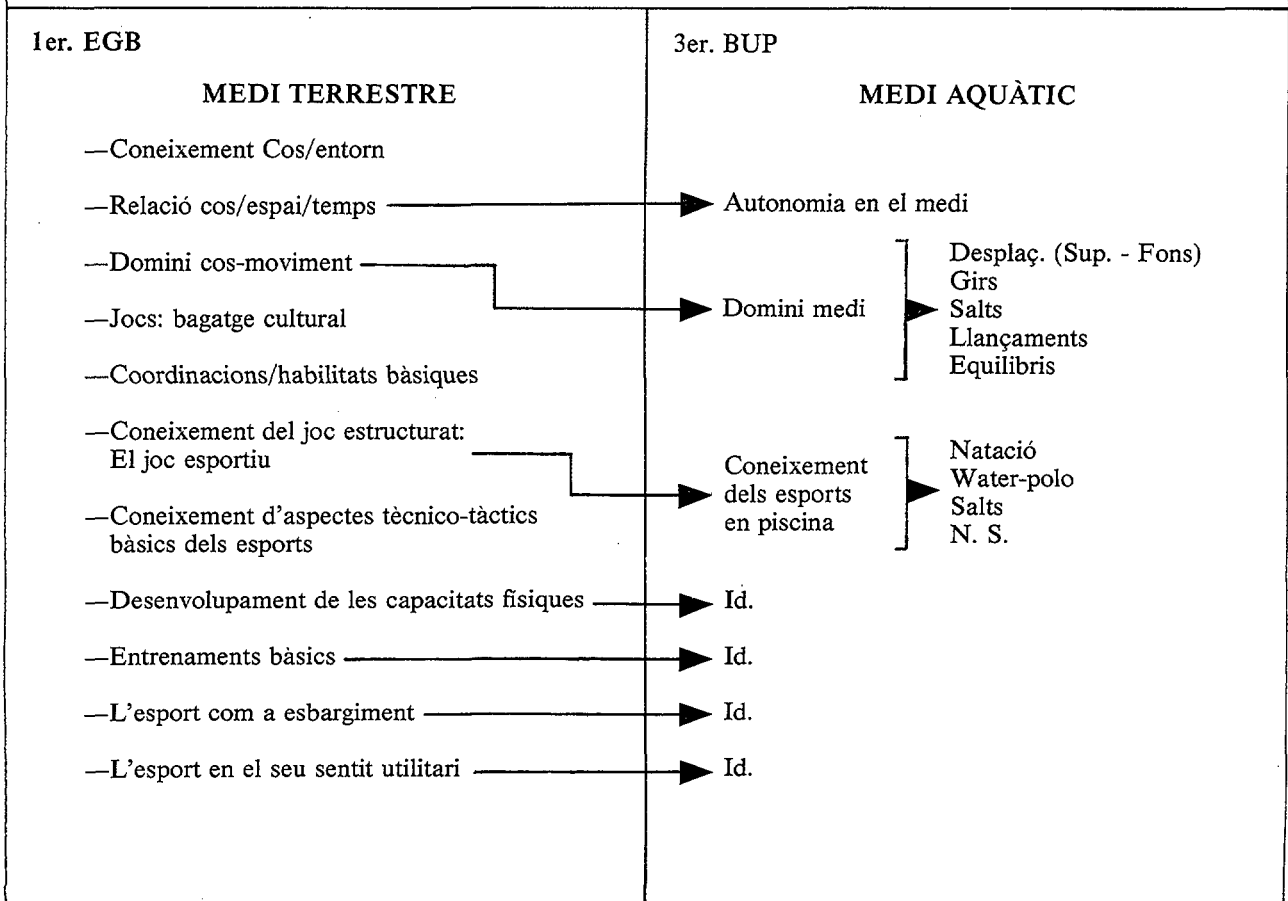 1er. EGB
MEDI TERRESTRE
—Coneixement Cos/entorn
—Relació cos/espai/temps
—Domini cos-moviment
—Jocs: bagatge cultural
—Coordinacions/habilitats bàsiques
—Coneixement del joc estructurat:
El joc esportiu
—Coneixement d'aspectes tècnico-tàctics
bàsics dels esports
—Desenvolupament de les capacitats físiques
—Entrenaments bàsics
—L'esport com a esbargiment
—L'esport en el seu sentit utilitari
3er. BUP
MEDI AQUÀTIC
Autonomia en el medi
Domini medi
Desplaç. (Sup. - Fons)
Girs
Salts
Llançaments
Equilibris
Coneixement
dels esports
en piscina
Natació
Water-polo
Salts
N. S.
Id.
Id.
Id.
Id.